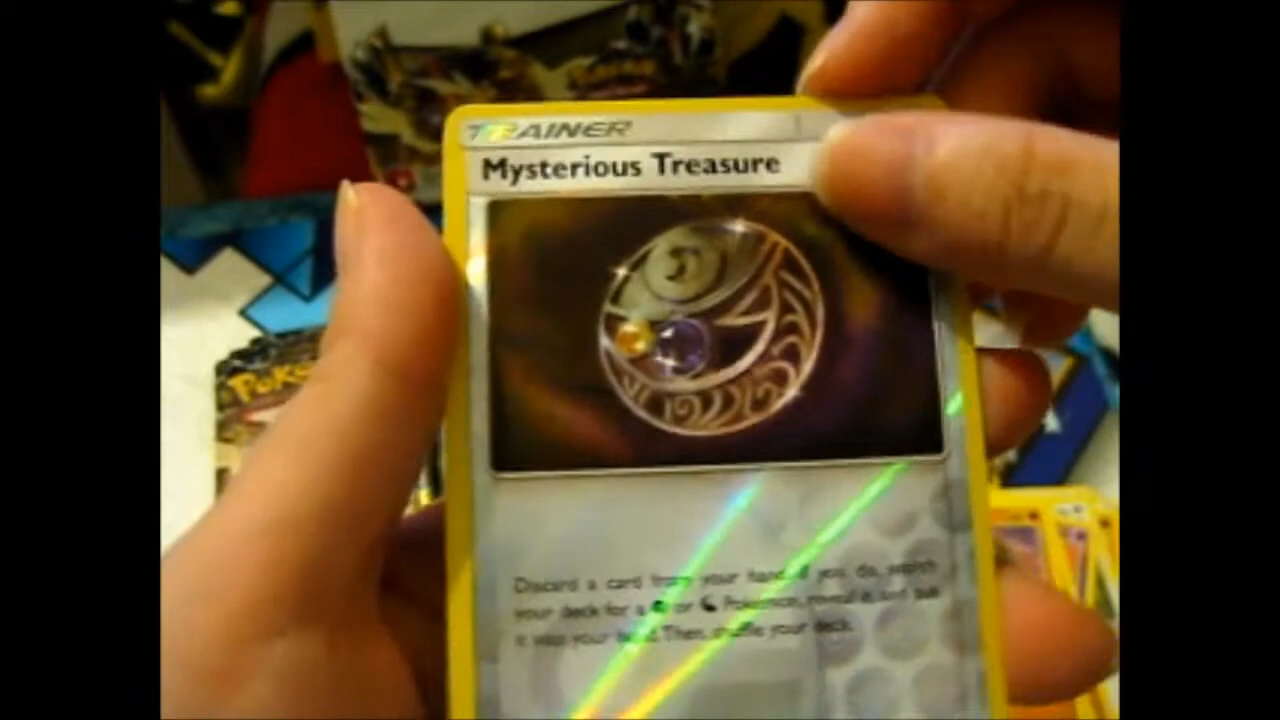 TRAINER
Mysterious Treasure
Discard a card from your hand. If you do, search
your deck for a or Pokémon, reveal it, and put
it into your hand. Then, shuffle your deck.
Poké